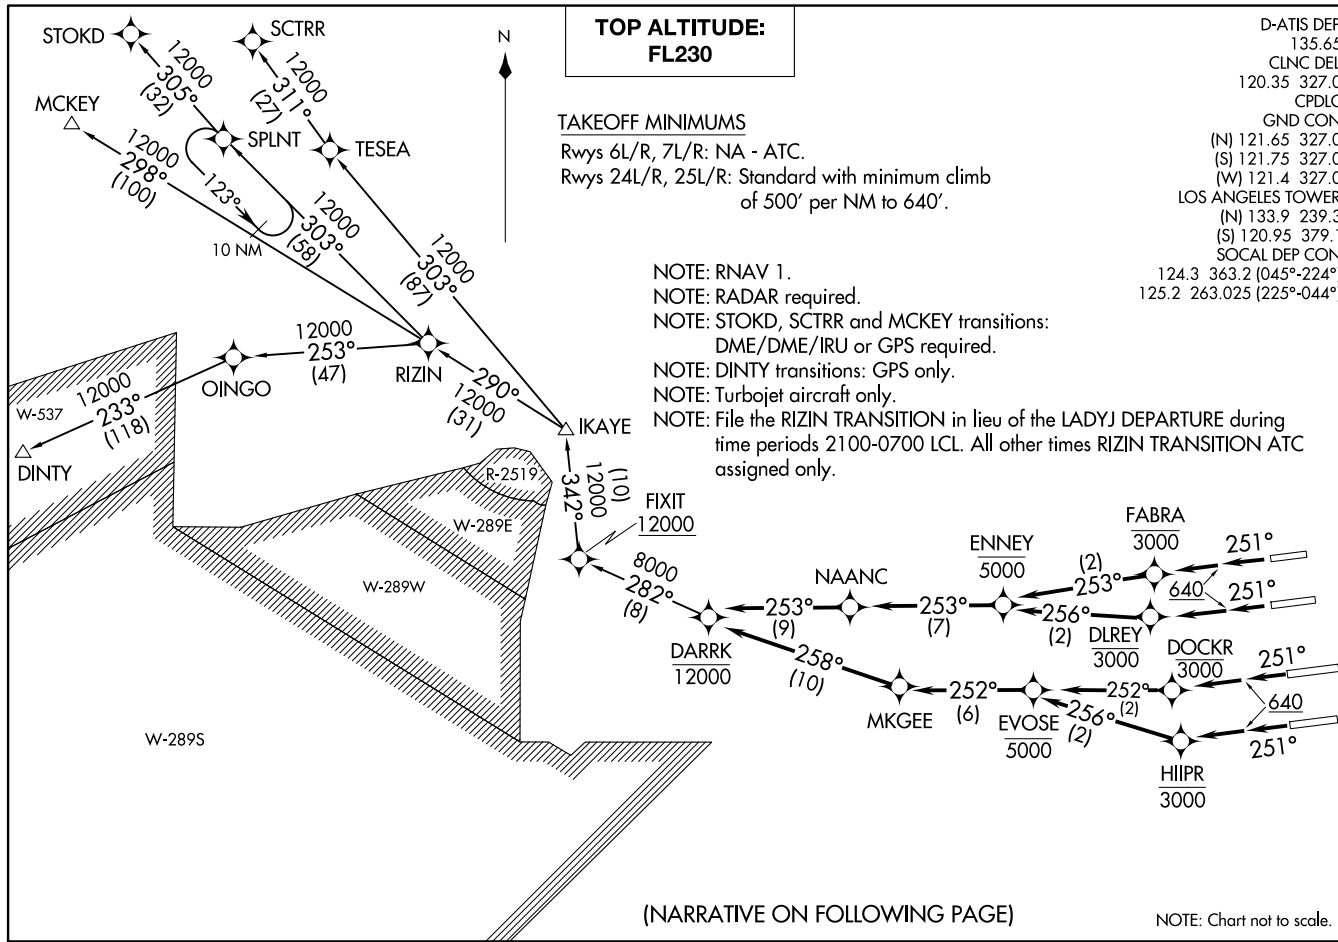 TOP ALTITUDE:
FL230
D-ATIS DEP
135.65
CLNC DEL
120.35 327.0
CPDLC
GND CON
(N) 121.65 327.0
(S) 121.75 327.0
(W) 121.4 327.0
LOS ANGELES TOWER
(N) 133.9 239.3
(S) 120.95 379.1
SOCAL DEP CON
124.3 363.2 (045°-224°)
125.2 263.025 (225°-044°)
N
TAKEOFF MINIMUMS
Rwys 6L/R, 7L/R: NA - ATC.
Rwys 24L/R, 25L/R: Standard with minimum climb
of 500' per NM to 640'.
NOTE: RNAV 1.
NOTE: RADAR required.
NOTE: STOKD, SCTRR and MCKEY transitions:
DME/DME/IRU or GPS required.
NOTE: DINTY transitions: GPS only.
NOTE: Turbojet aircraft only.
NOTE: File the RIZIN TRANSITION in lieu of the LADYJ DEPARTURE during
time periods 2100-0700 LCL. All other times RIZIN TRANSITION ATC
assigned only.
STOKD
12000
305°
(32)
SCTRR
12000
311°
(27)
MCKEY
12000
298°
(100)
SPLNT
TESEA
123°
10 NM
12000
303°
(58)
12000
303°
(87)
12000
253°
(47)
OINGO
RIZIN
290°
12000
(31)
IKAYE
W-537
12000
233°
(118)
DINTY
R-2519
W-289E
W-289W
W-289S
(10)
12000
342°
FIXIT
12000
8000
282°
(8)
DARRK
12000
253°
(9)
NAANC
253°
(7)
ENNEY
5000
(2)
253°
FABRA
3000
251°
640
256°
(2)
DLREY
3000
251°
258°
(10)
MKGEE
252°
(6)
EVOSE
5000
252°
(2)
DOCKR
3000
251°
640
256°
(2)
HIIPR
3000
251°
(NARRATIVE ON FOLLOWING PAGE)
NOTE: Chart not to scale.